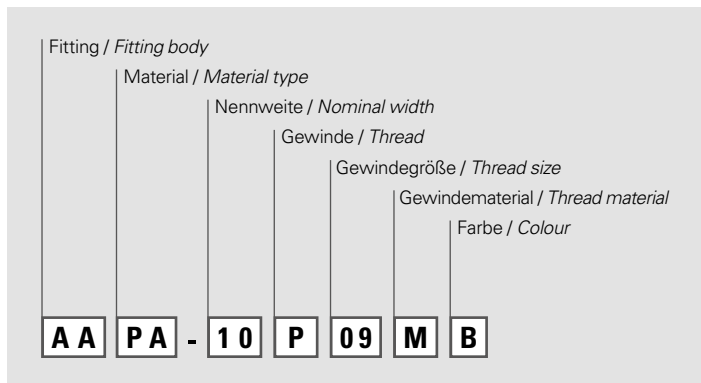 Fitting / Fitting body
Material / Material type
Nennweite / Nominal width
Gewinde / Thread
Gewindegröße / Thread size
Gewindematerial / Thread material
Farbe / Colour
AA PA - 10 P 09 M B